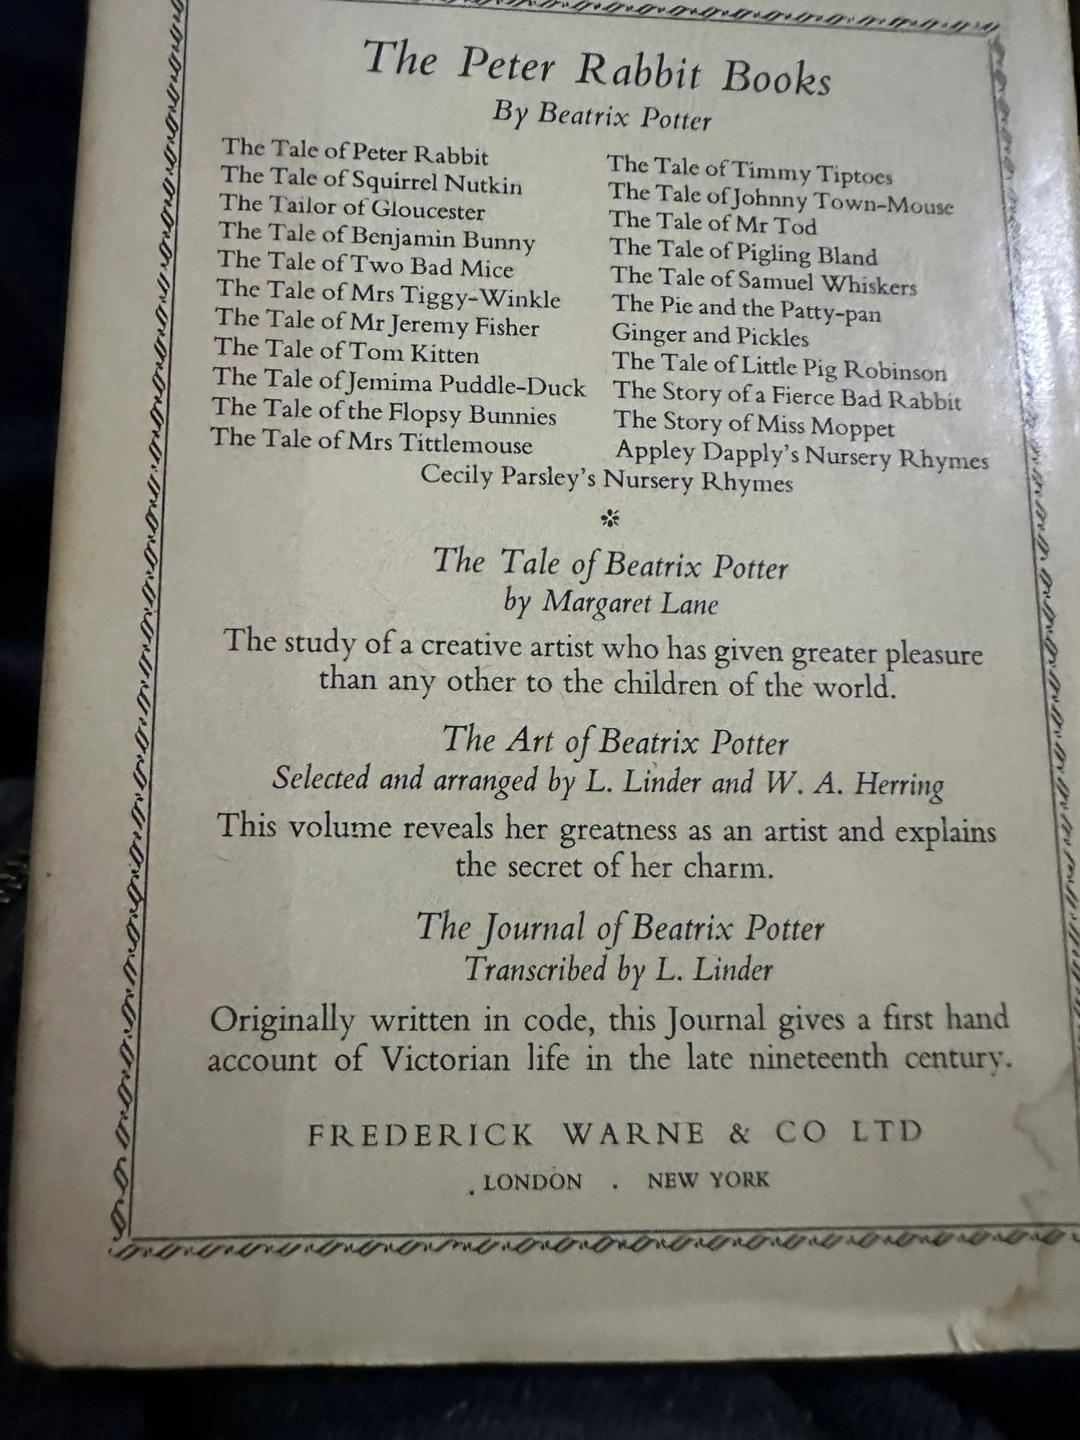 The Peter Rabbit Books
By Beatrix Potter
The Tale of Peter Rabbit
The Tale of Squirrel Nutkin
The Tailor of Gloucester
The Tale of Benjamin Bunny
The Tale of Two Bad Mice
The Tale of Mrs Tiggy-Winkle
The Tale of Mr Jeremy Fisher
The Tale of Tom Kitten
The Tale of Jemima Puddle-Duck
The Tale of the Flopsy Bunnies
The Tale of Mrs Tittlemouse
The Tale of Timmy Tiptoes
The Tale of Johnny Town-Mouse
The Tale of Mr Tod
The Tale of Pigling Bland
The Tale of Samuel Whiskers
The Pie and the Patty-pan
Ginger and Pickles
The Tale of Little Pig Robinson
The Story of a Fierce Bad Rabbit
The Story of Miss Moppet
Appley Dapply's Nursery Rhymes
Cecily Parsley's Nursery Rhymes
The Tale of Beatrix Potter
by Margaret Lane
The study of a creative artist who has given greater pleasure
than any other to the children of the world.
The Art of Beatrix Potter
Selected and arranged by L. Linder and W. A. Herring
This volume reveals her greatness as an artist and explains
the secret of her charm.
The Journal of Beatrix Potter
Transcribed by L. Linder
Originally written in code, this Journal gives a first hand
account of Victorian life in the late nineteenth century.
FREDERICK WARNE & CO LTD
LONDON . NEW YORK